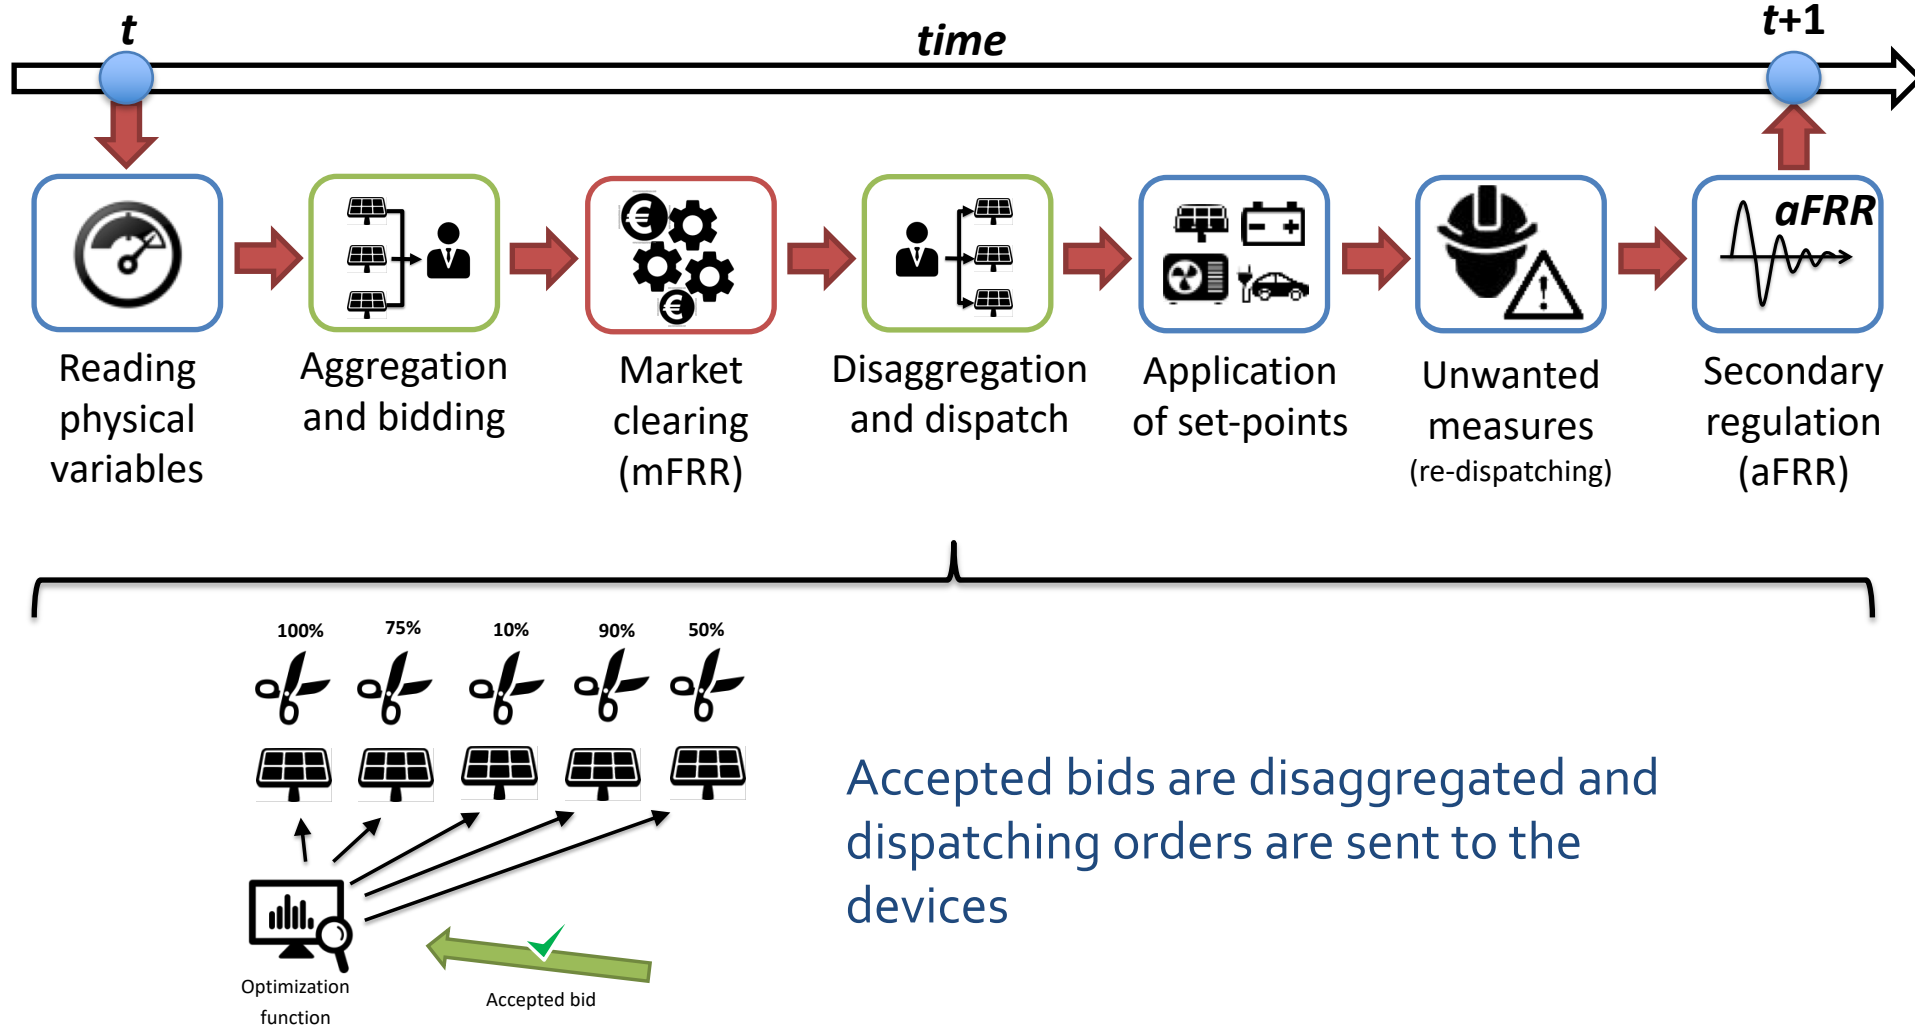 t
time
t+1
aFRR
Reading
physical
variables
Aggregation
and bidding
Market
clearing
(mFRR)
Disaggregation
and dispatch
Application
of set-points
Unwanted
measures
(re-dispatching)
Secondary
regulation
(aFRR)
100%
75%
10%
90%
50%
Accepted bids are disaggregated and
dispatching orders are sent to the
devices
Optimization
function
Accepted bid